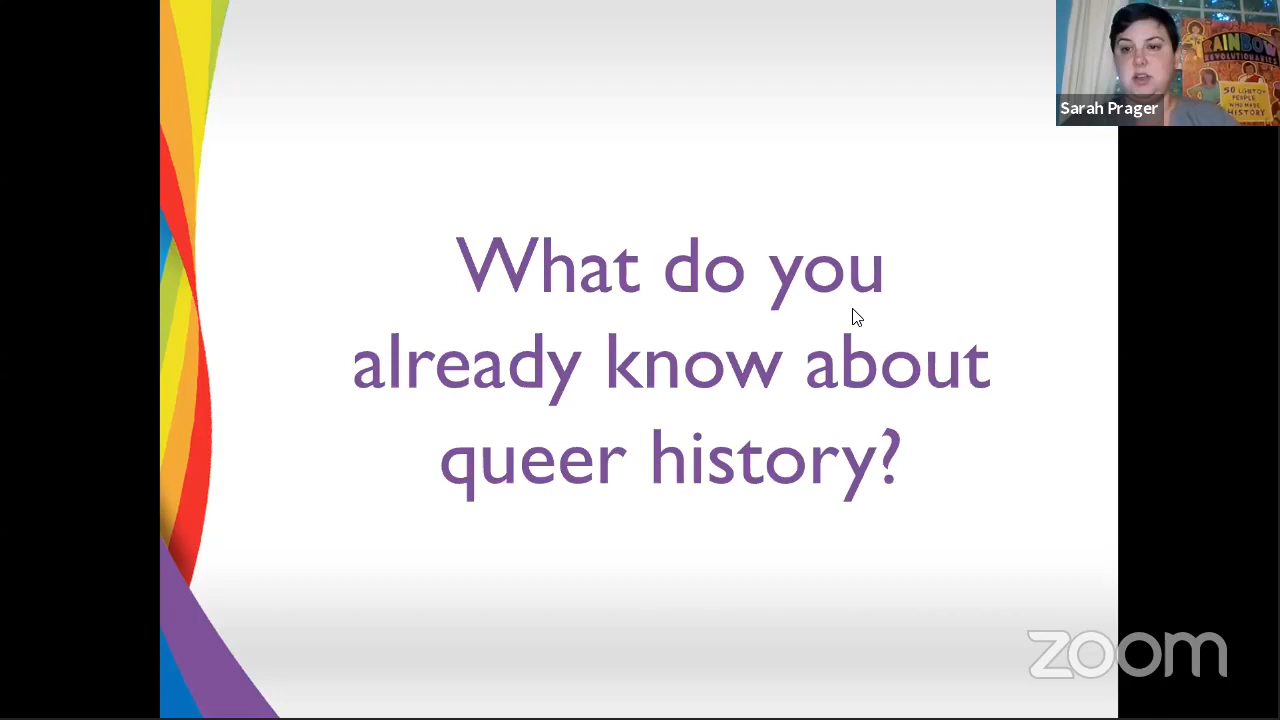 What do you
already know about
queer history?
RAINBOW
REVOLUTIONARIES
50 LGBTQ+
PEOPLE
WHO MADE
HISTORY
Sarah Prager
zoom